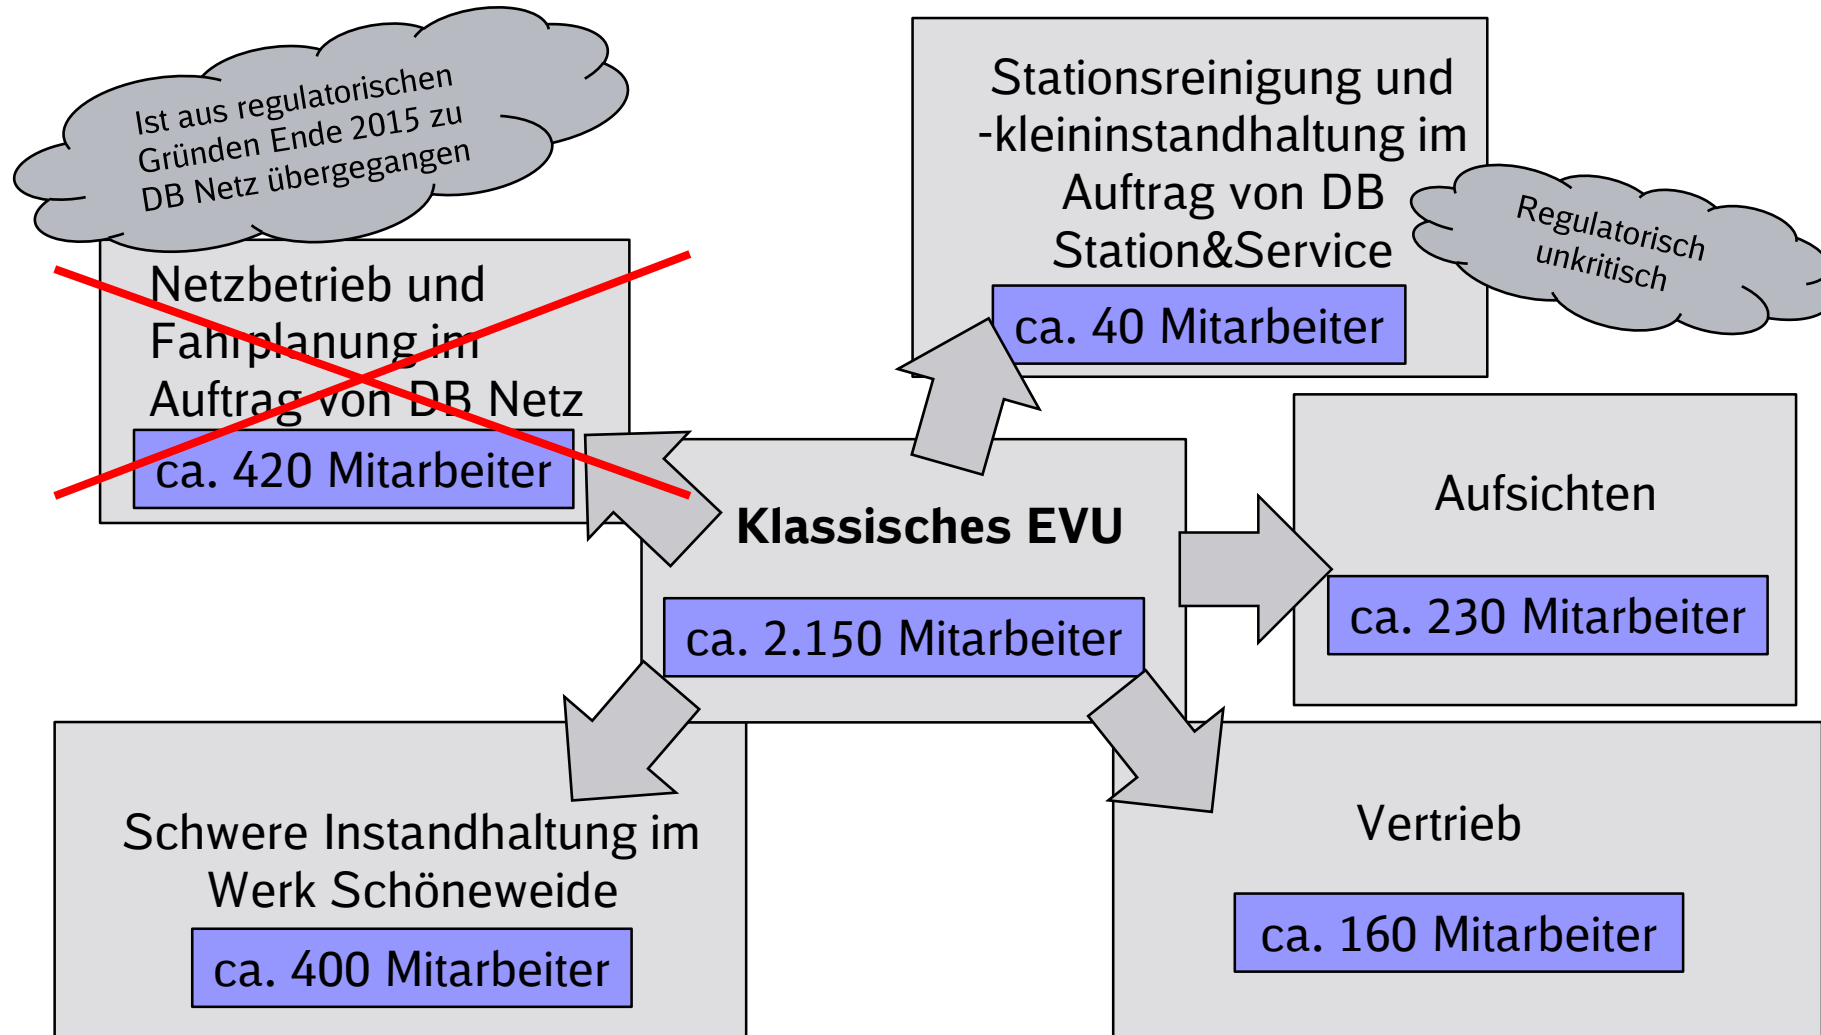 Ist aus regulatorischen
Gründen Ende 2015 zu
DB Netz übergegangen
Netzbetrieb und
Fahrplanung im
Auftrag von DB Netz
ca. 420 Mitarbeiter
Stationsreinigung und
-kleininstandhaltung im
Auftrag von DB
Station&Service
ca. 40 Mitarbeiter
Regulatorisch
unkritisch
Klassisches EVU
ca. 2.150 Mitarbeiter
Aufsichten
ca. 230 Mitarbeiter
Schwere Instandhaltung im
Werk Schöneweide
ca. 400 Mitarbeiter
Vertrieb
ca. 160 Mitarbeiter